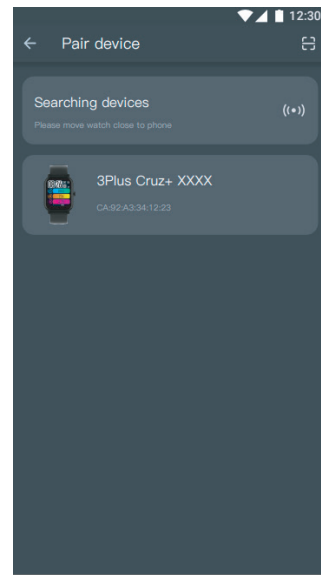 12:30
Pair device
Searching devices
Please move watch close to phone
3Plus Cruz+ XXXX
CA:92:A3:34:12:23